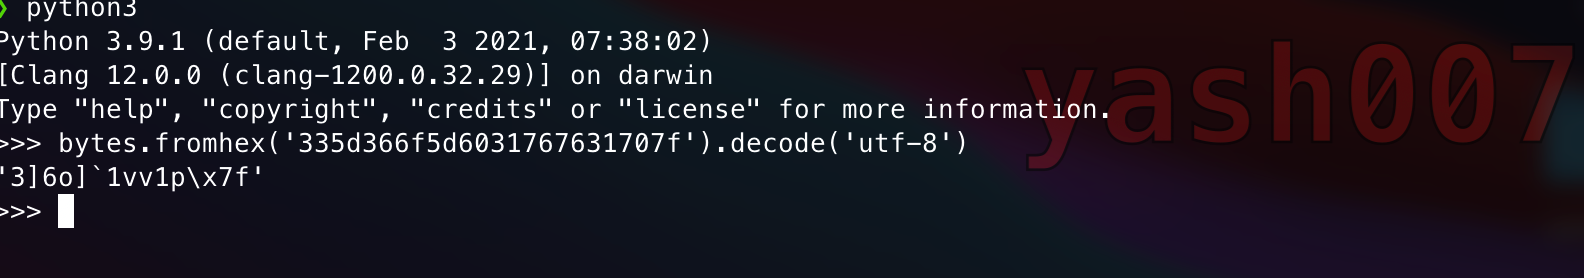 ❯ python3
Python 3.9.1 (default, Feb  3 2021, 07:38:02)
[Clang 12.0.0 (clang-1200.0.32.29)] on darwin
Type "help", "copyright", "credits" or "license" for more information.
>>> bytes.fromhex('335d366f5d6031767631707f').decode('utf-8')
'3]6o]`1vv1p\x7f'
>>>
yash007